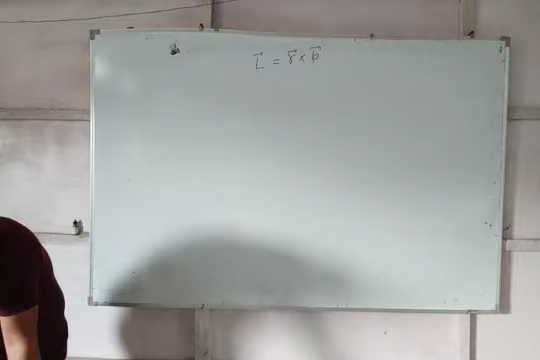 L⃗ = r⃗ × p⃗